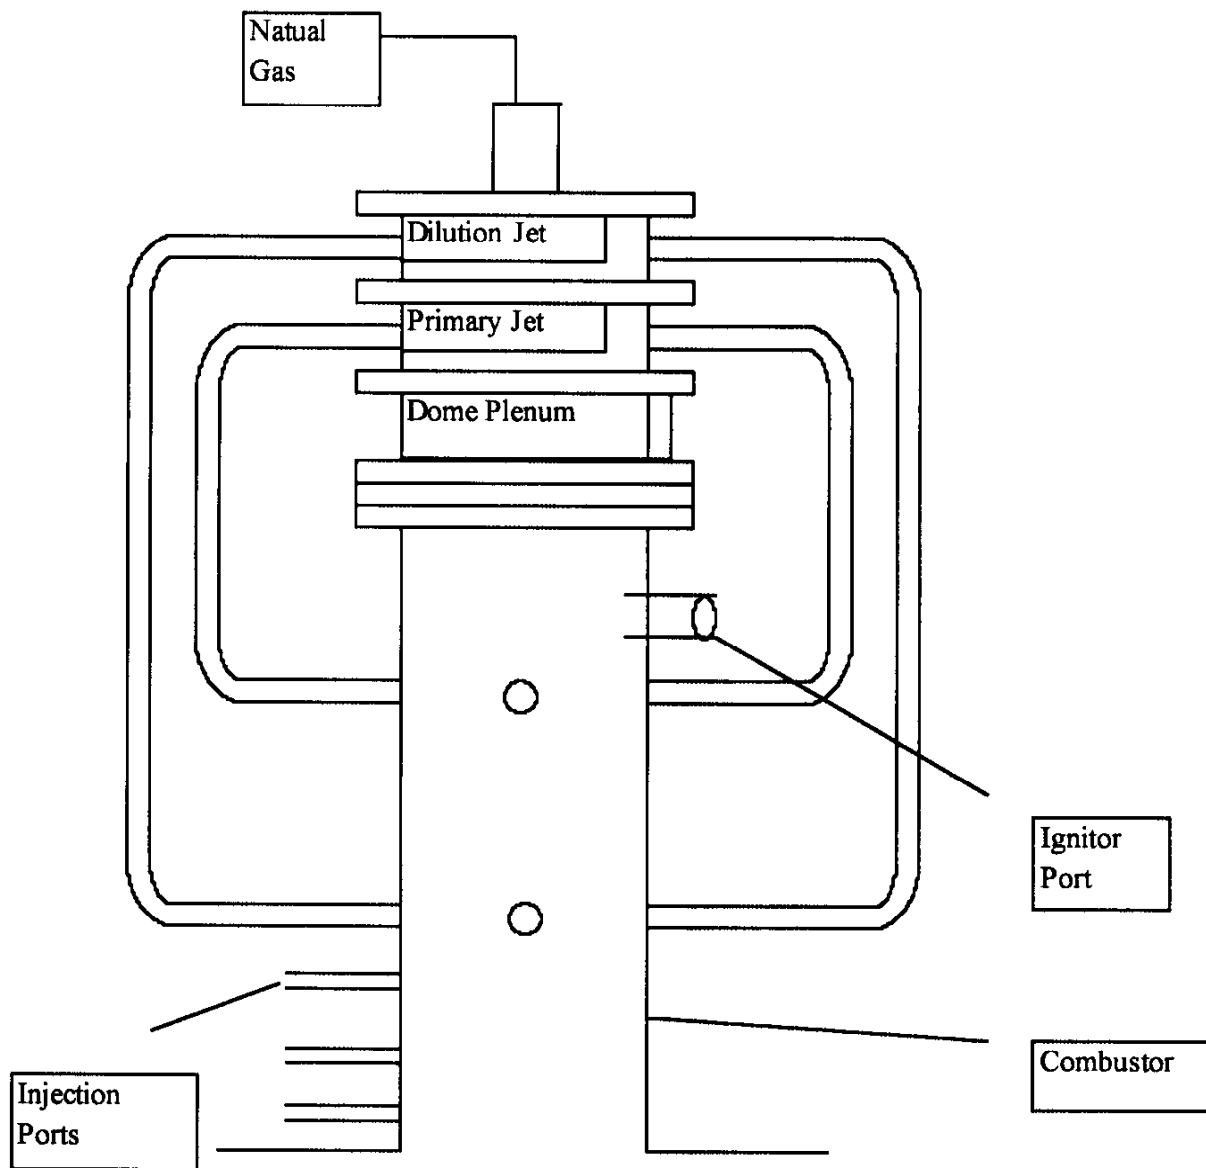 Natual
Gas
Dilution Jet
Primary Jet
Dome Plenum
Ignitor
Port
Combustor
Injection
Ports